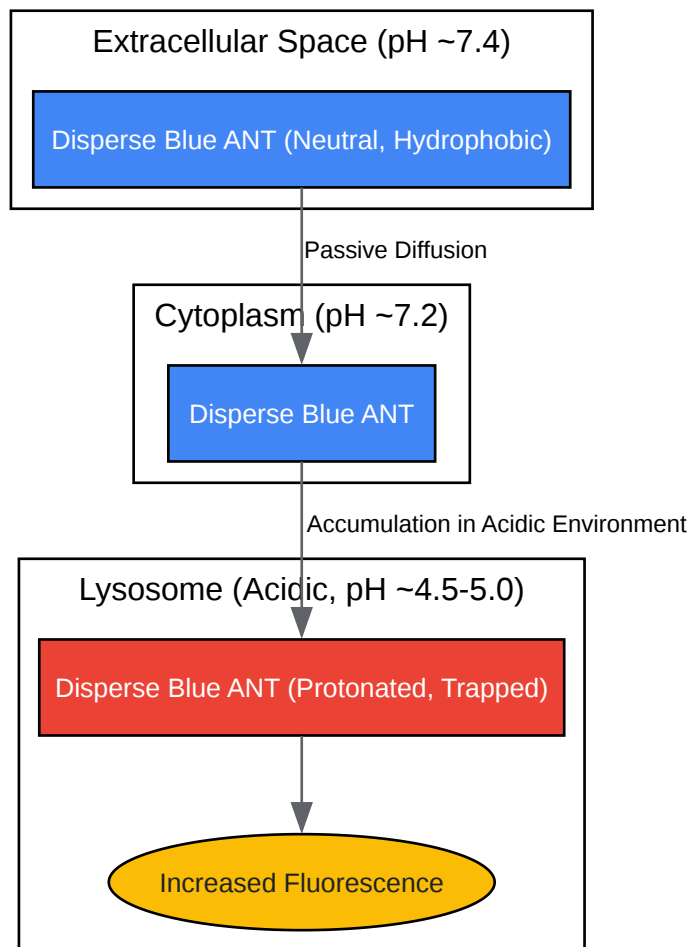 Extracellular Space (pH ~7.4)
Disperse Blue ANT (Neutral, Hydrophobic)
Passive Diffusion
Cytoplasm (pH ~7.2)
Disperse Blue ANT
Accumulation in Acidic Environment
Lysosome (Acidic, pH ~4.5-5.0)
Disperse Blue ANT (Protonated, Trapped)
Increased Fluorescence